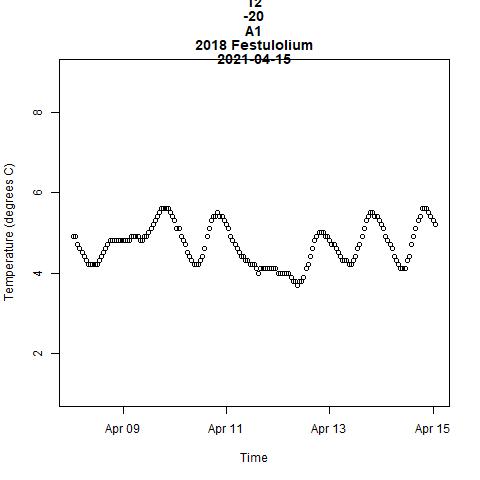 T2
-20
A1
2018 Festulolium
2021-04-15
8
6
4
2
Temperature (degrees C)
Apr 09 Apr 11 Apr 13 Apr 15
Time